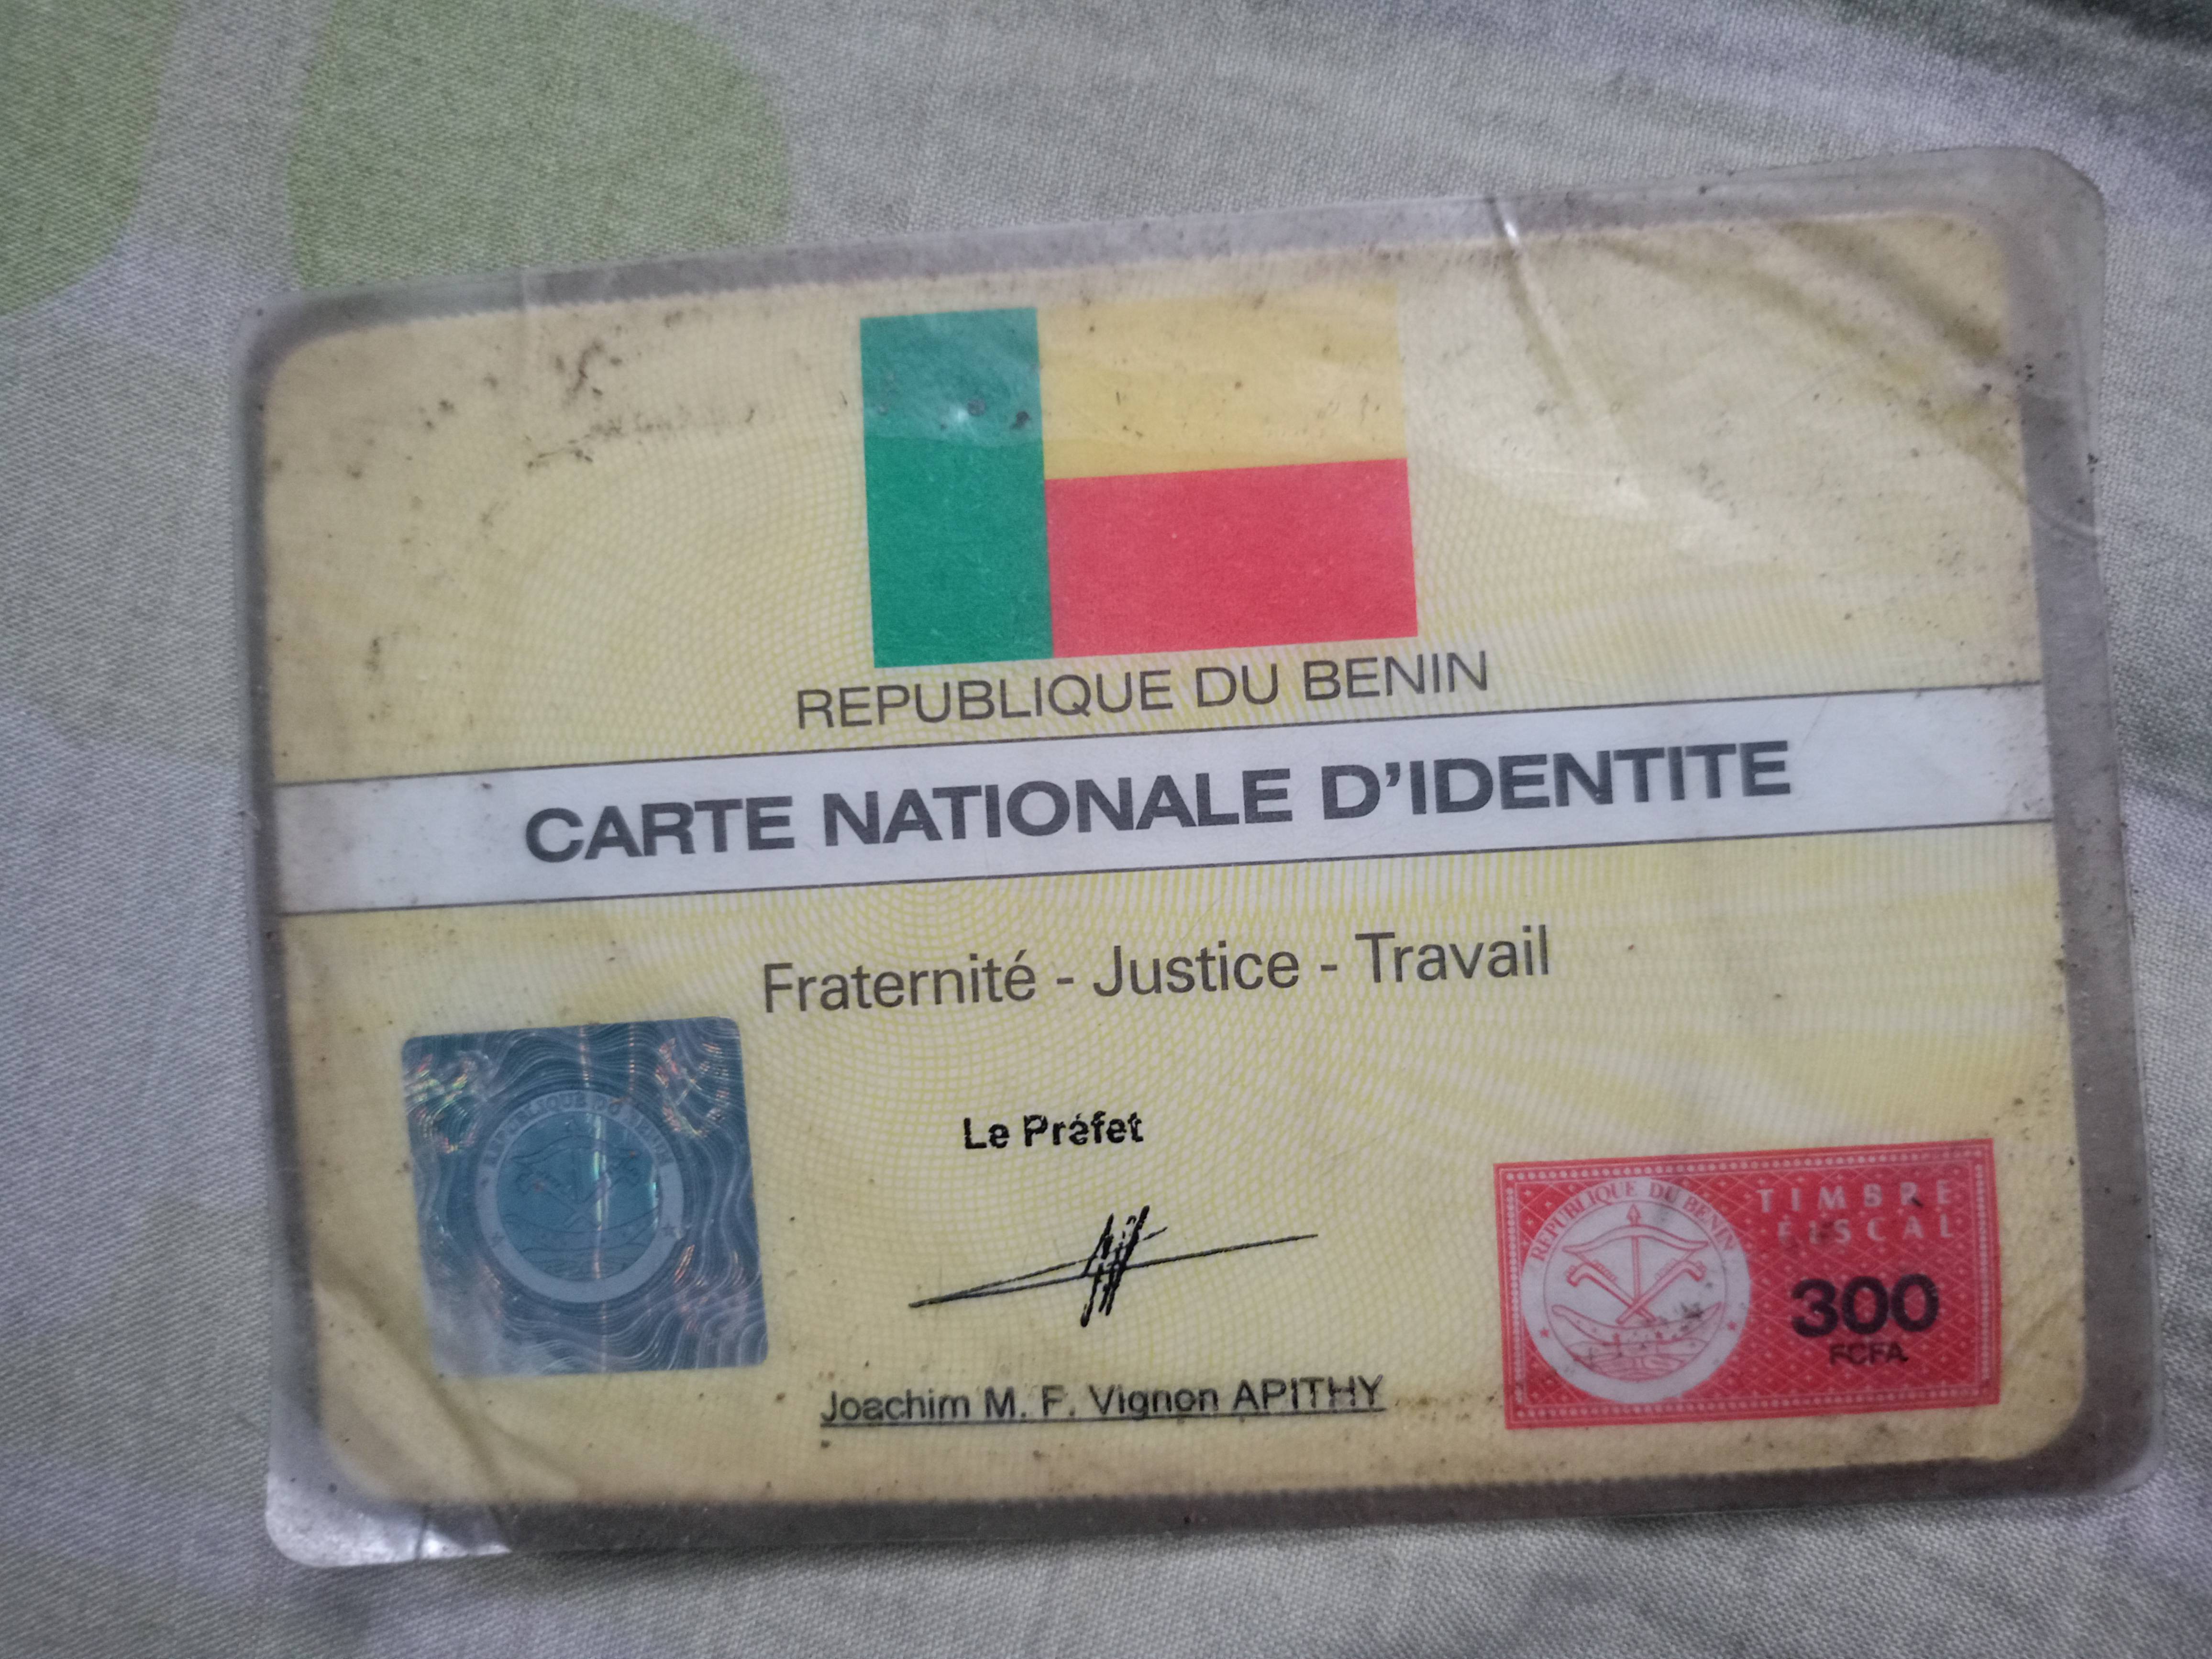 REPUBLIQUE DU BENIN
CARTE NATIONALE D'IDENTITE
Fraternité - Justice - Travail
REPUBLIQUE DU BENIN
Le Préfet
Joachim M. F. Vignon APITHY
REPUBLIQUE DU BENIN
TIMBRE
FISCAL
300
FCFA